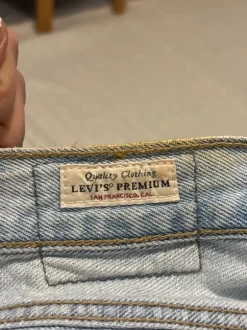 Quality Clothing
LEVI'S® PREMIUM
SAN FRANCISCO, CAL.